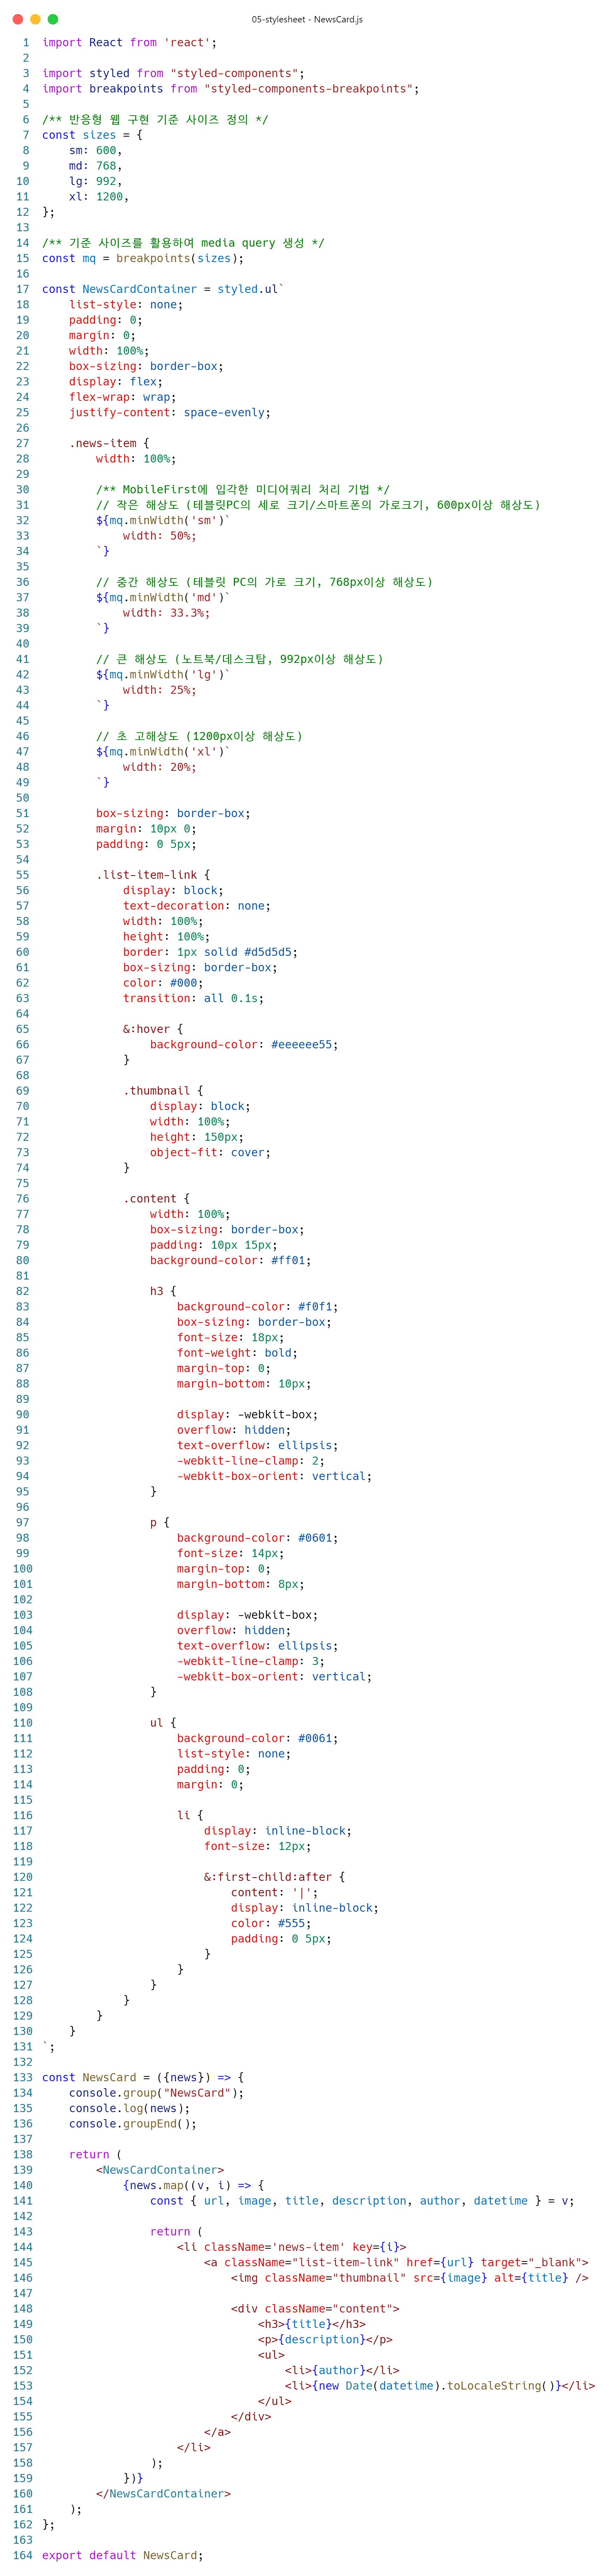 05-stylesheet - NewsCard.js
1 import React from 'react';
2
3 import styled from "styled-components";
4 import breakpoints from "styled-components-breakpoints";
5
6 /** 반응형 웹 구현 기준 사이즈 정의 */
7 const sizes = {
8     sm: 600,
9     md: 768,
10     lg: 992,
11     xl: 1200,
12 };
13
14 /** 기준 사이즈를 활용하여 media query 생성 */
15 const mq = breakpoints(sizes);
16
17 const NewsCardContainer = styled.ul`
18     list-style: none;
19     padding: 0;
20     margin: 0;
21     width: 100%;
22     box-sizing: border-box;
23     display: flex;
24     flex-wrap: wrap;
25     justify-content: space-evenly;
26
27     .news-item {
28         width: 100%;
29
30         /** MobileFirst에 입각한 미디어쿼리 처리 기법 */
31         // 작은 해상도 (테블릿PC의 세로 크기/스마트폰의 가로크기, 600px이상 해상도)
32         ${mq.minWidth('sm')`
33             width: 50%;
34         `}
35
36         // 중간 해상도 (테블릿 PC의 가로 크기, 768px이상 해상도)
37         ${mq.minWidth('md')`
38             width: 33.3%;
39         `}
40
41         // 큰 해상도 (노트북/데스크탑, 992px이상 해상도)
42         ${mq.minWidth('lg')`
43             width: 25%;
44         `}
45
46         // 초 고해상도 (1200px이상 해상도)
47         ${mq.minWidth('xl')`
48             width: 20%;
49         `}
50
51         box-sizing: border-box;
52         margin: 10px 0;
53         padding: 0 5px;
54
55         .list-item-link {
56             display: block;
57             text-decoration: none;
58             width: 100%;
59             height: 100%;
60             border: 1px solid #d5d5d5;
61             box-sizing: border-box;
62             color: #000;
63             transition: all 0.1s;
64
65             &:hover {
66                 background-color: #eeeeee55;
67             }
68
69             .thumbnail {
70                 display: block;
71                 width: 100%;
72                 height: 150px;
73                 object-fit: cover;
74             }
75
76             .content {
77                 width: 100%;
78                 box-sizing: border-box;
79                 padding: 10px 15px;
80                 background-color: #ff01;
81
82                 h3 {
83                     background-color: #f0f1;
84                     box-sizing: border-box;
85                     font-size: 18px;
86                     font-weight: bold;
87                     margin-top: 0;
88                     margin-bottom: 10px;
89
90                     display: -webkit-box;
91                     overflow: hidden;
92                     text-overflow: ellipsis;
93                     -webkit-line-clamp: 2;
94                     -webkit-box-orient: vertical;
95                 }
96
97                 p {
98                     background-color: #0601;
99                     font-size: 14px;
100                     margin-top: 0;
101                     margin-bottom: 8px;
102
103                     display: -webkit-box;
104                     overflow: hidden;
105                     text-overflow: ellipsis;
106                     -webkit-line-clamp: 3;
107                     -webkit-box-orient: vertical;
108                 }
109
110                 ul {
111                     background-color: #0061;
112                     list-style: none;
113                     padding: 0;
114                     margin: 0;
115
116                     li {
117                         display: inline-block;
118                         font-size: 12px;
119
120                         &:first-child:after {
121                             content: '|';
122                             display: inline-block;
123                             color: #555;
124                             padding: 0 5px;
125                         }
126                     }
127                 }
128             }
129         }
130     }
131 `;
132
133 const NewsCard = ({news}) => {
134     console.group("NewsCard");
135     console.log(news);
136     console.groupEnd();
137
138     return (
139         <NewsCardContainer>
140             {news.map((v, i) => {
141                 const { url, image, title, description, author, datetime } = v;
142
143                 return (
144                     <li className='news-item' key={i}>
145                         <a className="list-item-link" href={url} target="_blank">
146                             <img className="thumbnail" src={image} alt={title} />
147
148                             <div className="content">
149                                 <h3>{title}</h3>
150                                 <p>{description}</p>
151                                 <ul>
152                                     <li>{author}</li>
153                                     <li>{new Date(datetime).toLocaleString()}</li>
154                                 </ul>
155                             </div>
156                         </a>
157                     </li>
158                 );
159             })}
160         </NewsCardContainer>
161     );
162 };
163
164 export default NewsCard;